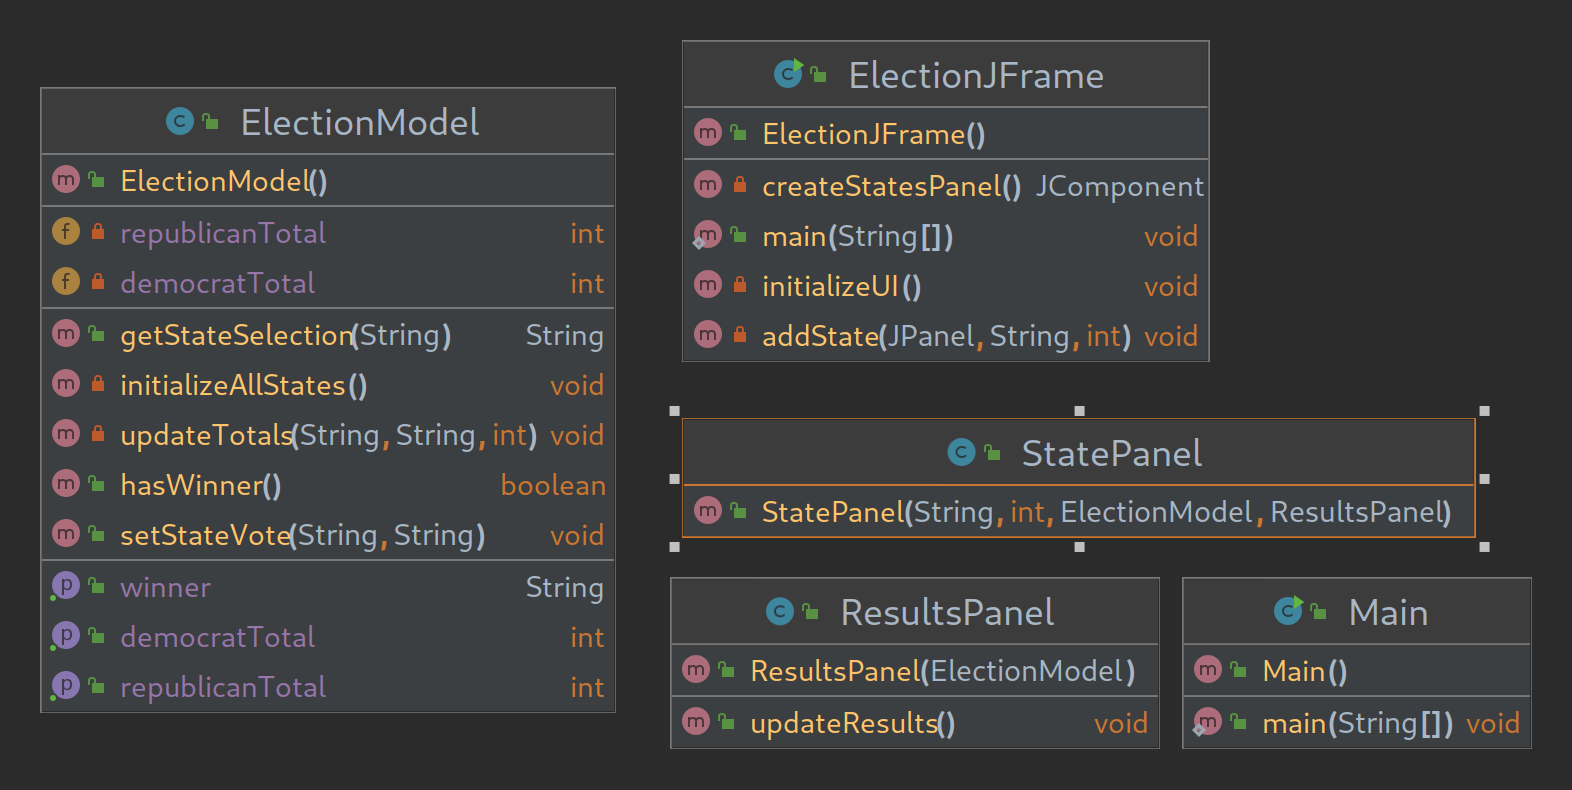 ElectionModel
ElectionModel()
republicanTotal int
democratTotal int
getStateSelection(String) String
initializeAllStates() void
updateTotals(String, String, int) void
hasWinner() boolean
setStateVote(String, String) void
winner String
democratTotal int
republicanTotal int
ElectionJFrame
ElectionJFrame()
createStatesPanel() JComponent
main(String[]) void
initializeUI() void
addState(JPanel, String, int) void
StatePanel
StatePanel(String, int, ElectionModel, ResultsPanel)
ResultsPanel
ResultsPanel(ElectionModel)
updateResults() void
Main
Main()
main(String[]) void